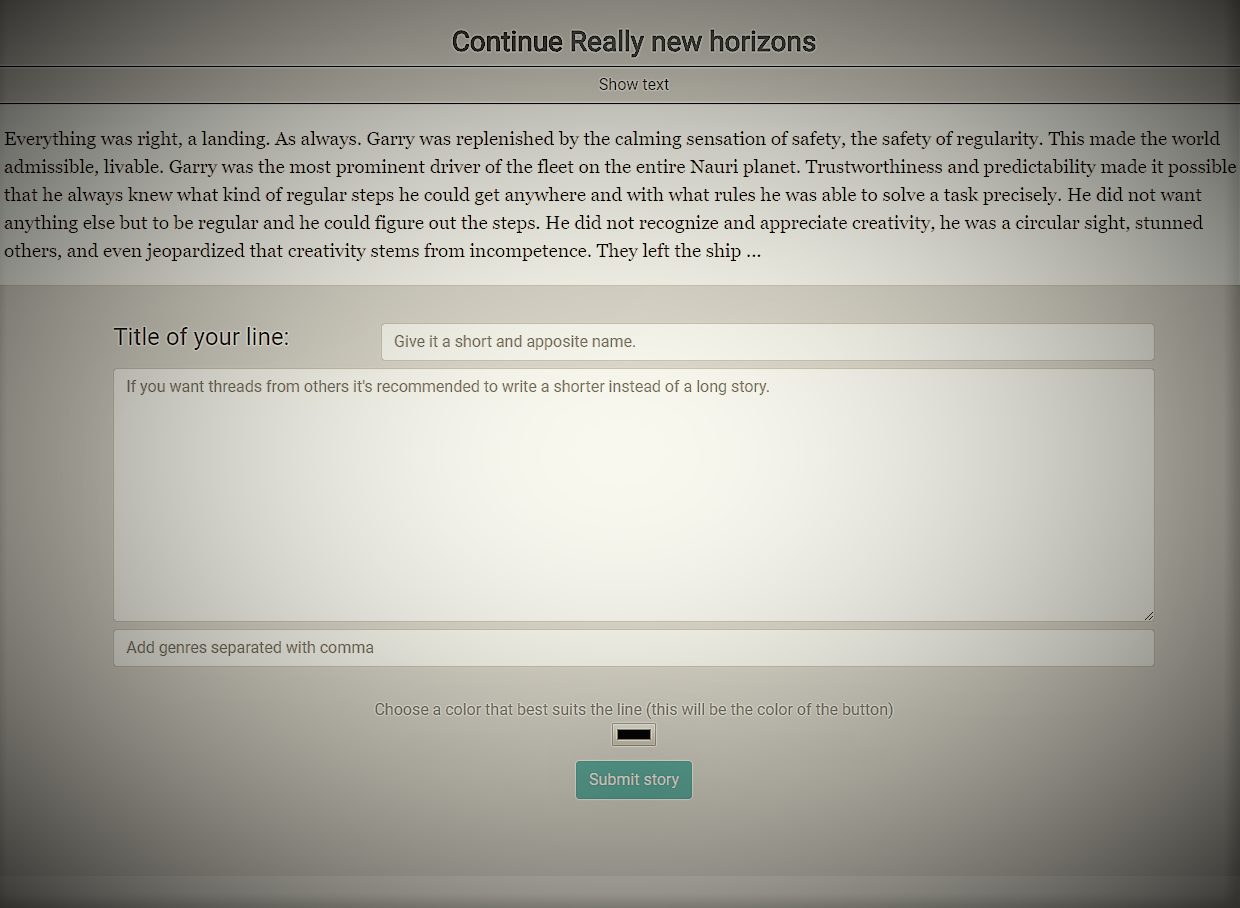 Continue Really new horizons
Show text
Everything was right, a landing. As always. Garry was replenished by the calming sensation of safety, the safety of regularity. This made the world
admissible, livable. Garry was the most prominent driver of the fleet on the entire Nauri planet. Trustworthiness and predictability made it possible
that he always knew what kind of regular steps he could get anywhere and with what rules he was able to solve a task precisely. He did not want
anything else but to be regular and he could figure out the steps. He did not recognize and appreciate creativity, he was a circular sight, stunned
others, and even jeopardized that creativity stems from incompetence. They left the ship ...
Title of your line:
Give it a short and apposite name.
If you want threads from others it's recommended to write a shorter instead of a long story.
Add genres separated with comma
Choose a color that best suits the line (this will be the color of the button)
Submit story